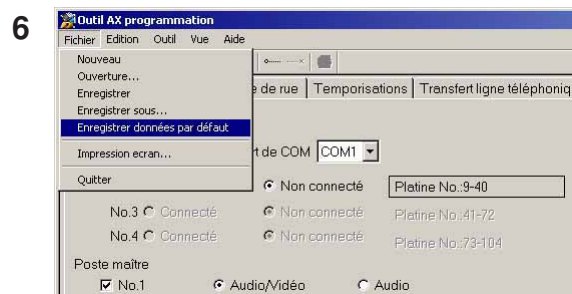 6
Outil AX programmation
Fichier Edition Outil Vue Aide
Nouveau
Ouverture...
Enregistrer
Enregistrer sous...
Enregistrer données par défaut
Impression ecran...
Quitter
de rue Temporisations Transfert ligne téléphoniq
t de COM COM1
Non connecté Platine No.:9-40
No.3 Connecté Non connecté Platine No.:41-72
No.4 Connecté Non connecté Platine No.:73-104
Poste maître
No.1 Audio/Vidéo Audio